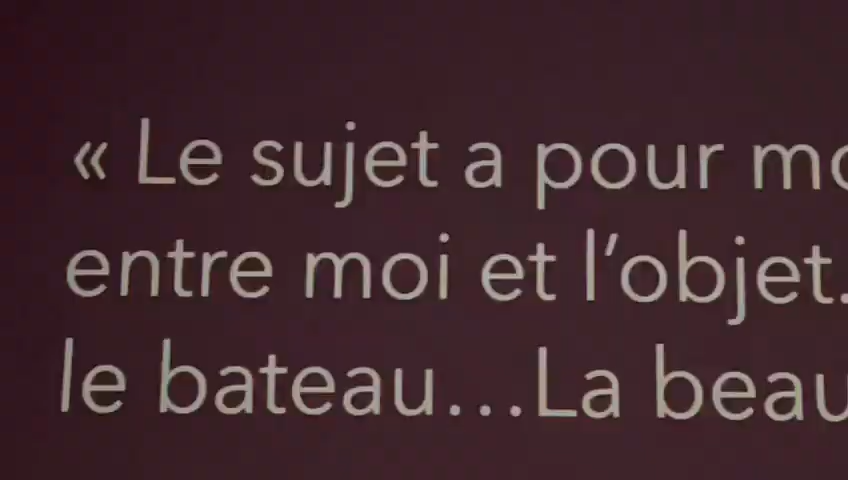 « Le sujet a pour
entre moi et l’objet.
le bateau…La